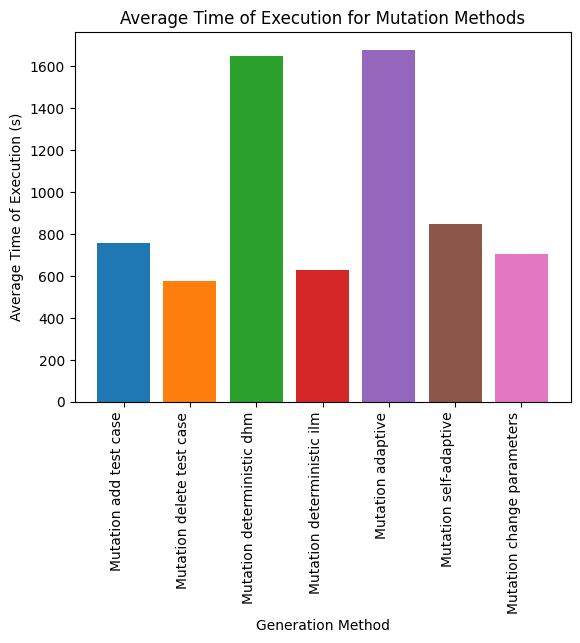 Average Time of Execution for Mutation Methods
Average Time of Execution (s)
1600
1400
1200
1000
800
600
400
200
0
Mutation add test case
Mutation delete test case
Mutation deterministic dhm
Mutation deterministic ilm
Mutation adaptive
Mutation self-adaptive
Mutation change parameters
Generation Method